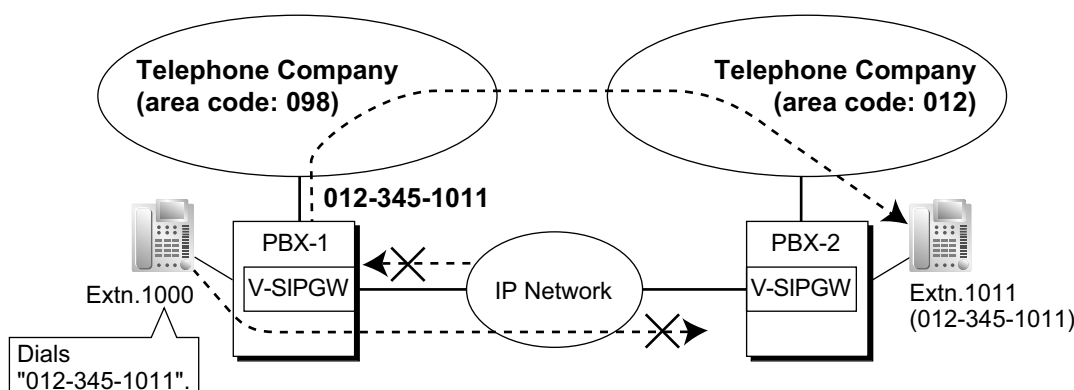 Telephone Company
(area code: 098)
Telephone Company
(area code: 012)
012-345-1011
PBX-1
V-SIPGW
Extn.1000
Dials
"012-345-1011".
IP Network
PBX-2
V-SIPGW
Extn.1011
(012-345-1011)